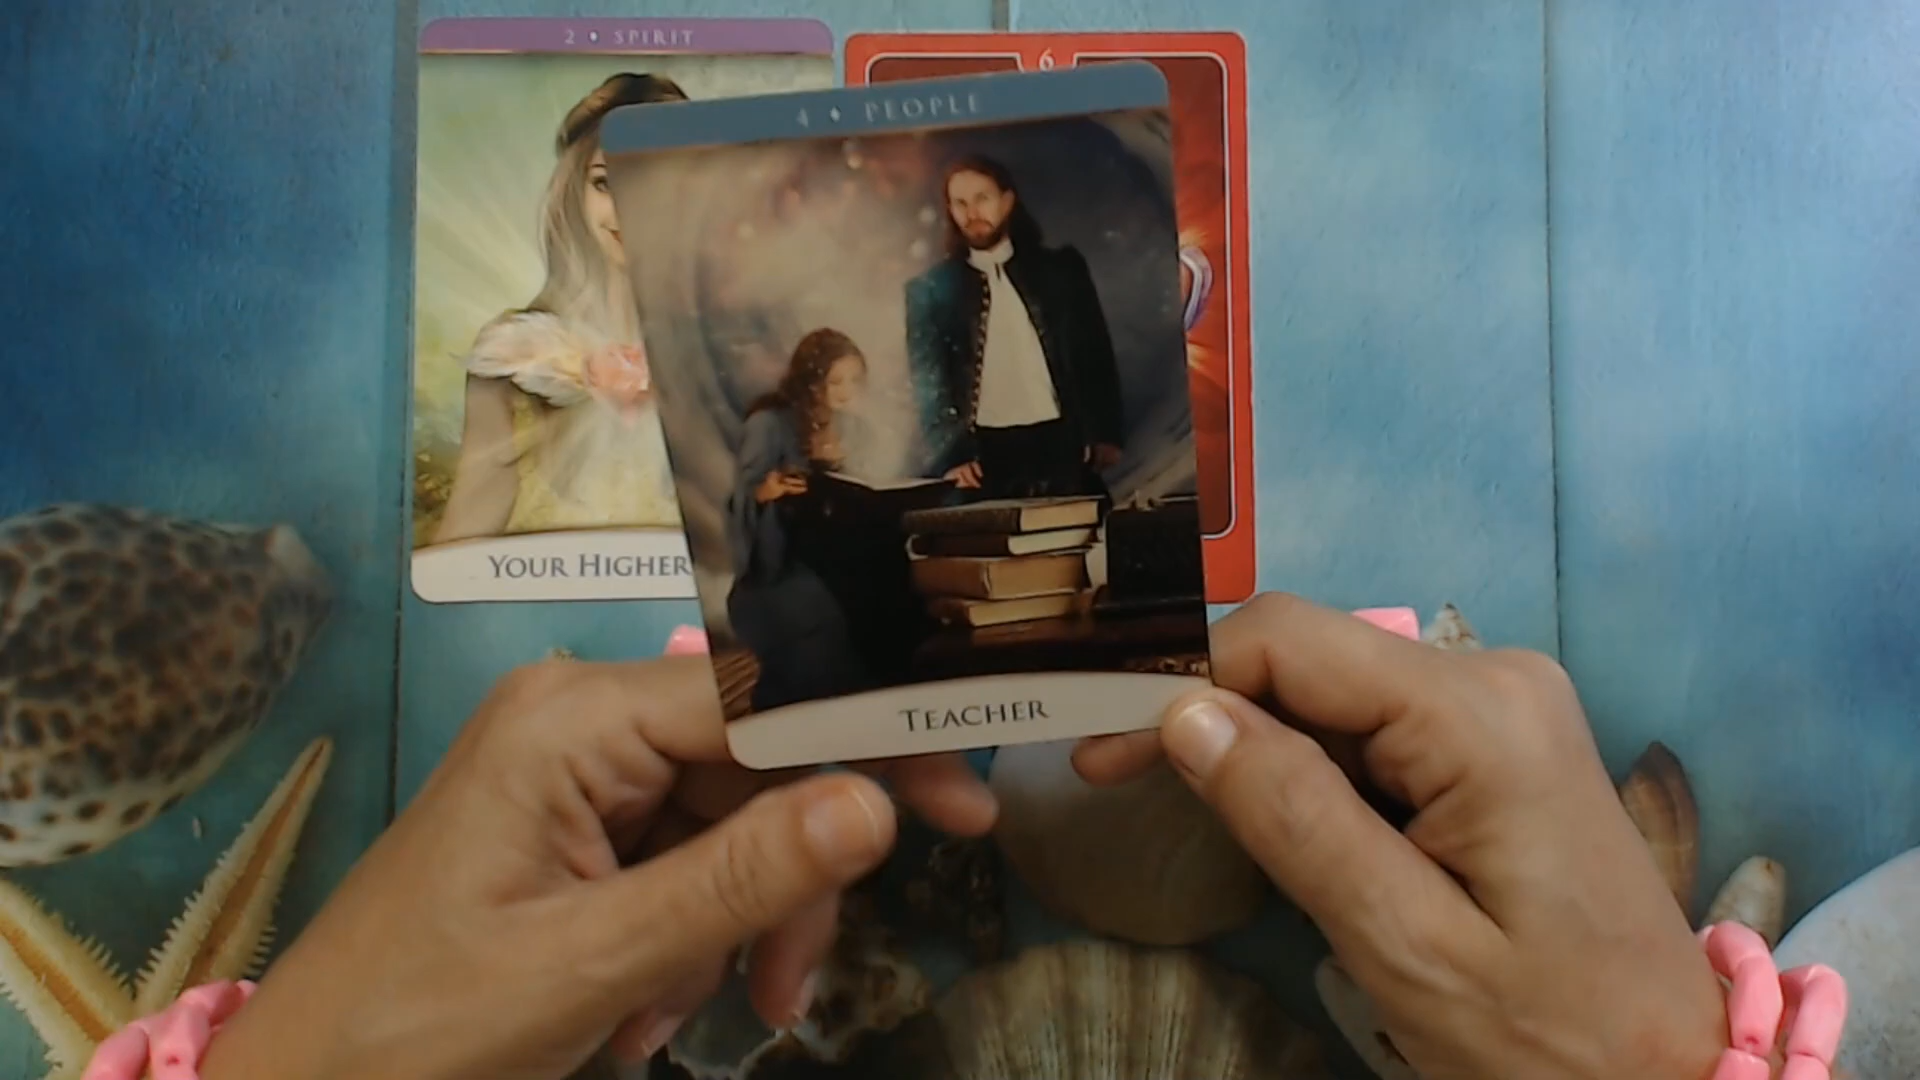 2 • SPIRIT
6
4 ♦ PEOPLE
YOUR HIGHER
TEACHER